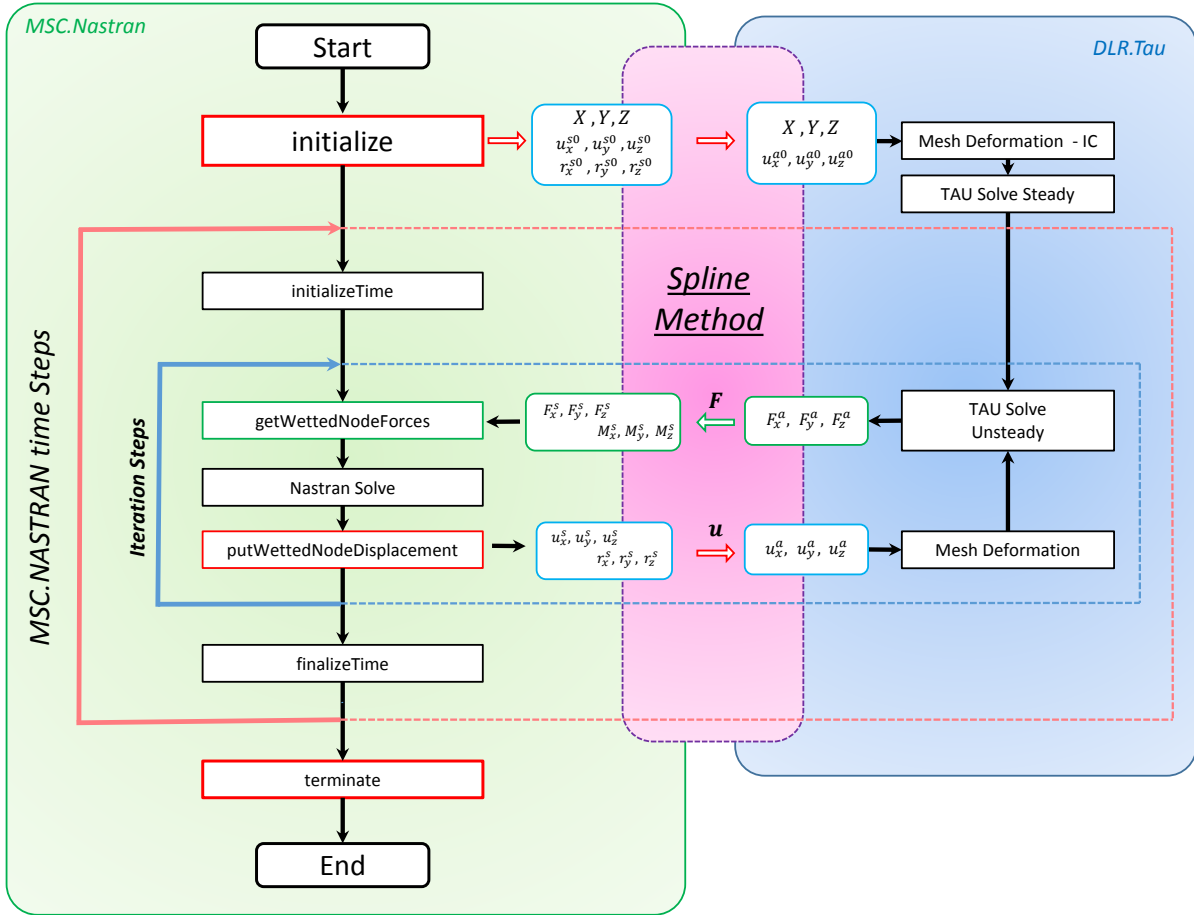 MSC.Nastran
DLR.Tau
Start
initialize
X ,Y,Z
u_x^{s0} , u_y^{s0}, u_z^{s0}
r_x^{s0} , r_y^{s0}, r_z^{s0}
X ,Y,Z
u_x^{a0} , u_y^{a0}, u_z^{a0}
Mesh Deformation - IC
TAU Solve Steady
initializeTime
Spline
Method
MSC.NASTRAN time Steps
Iteration Steps
getWettedNodeForces
F_x^s, F_y^s, F_z^s
M_x^s, M_y^s, M_z^s
F
F_x^a, F_y^a, F_z^a
TAU Solve
Unsteady
Nastran Solve
putWettedNodeDisplacement
u_x^s, u_y^s, u_z^s
r_x^s, r_y^s, r_z^s
u
u_x^a, u_y^a, u_z^a
Mesh Deformation
finalizeTime
terminate
End